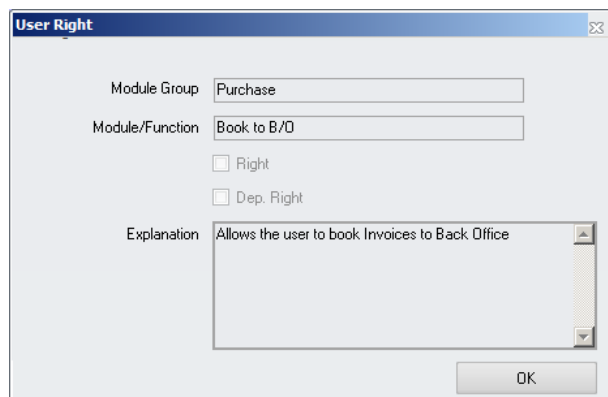 User Right
Module Group Purchase
Module/Function Book to B/O
Right
Dep. Right
Explanation Allows the user to book Invoices to Back Office
OK